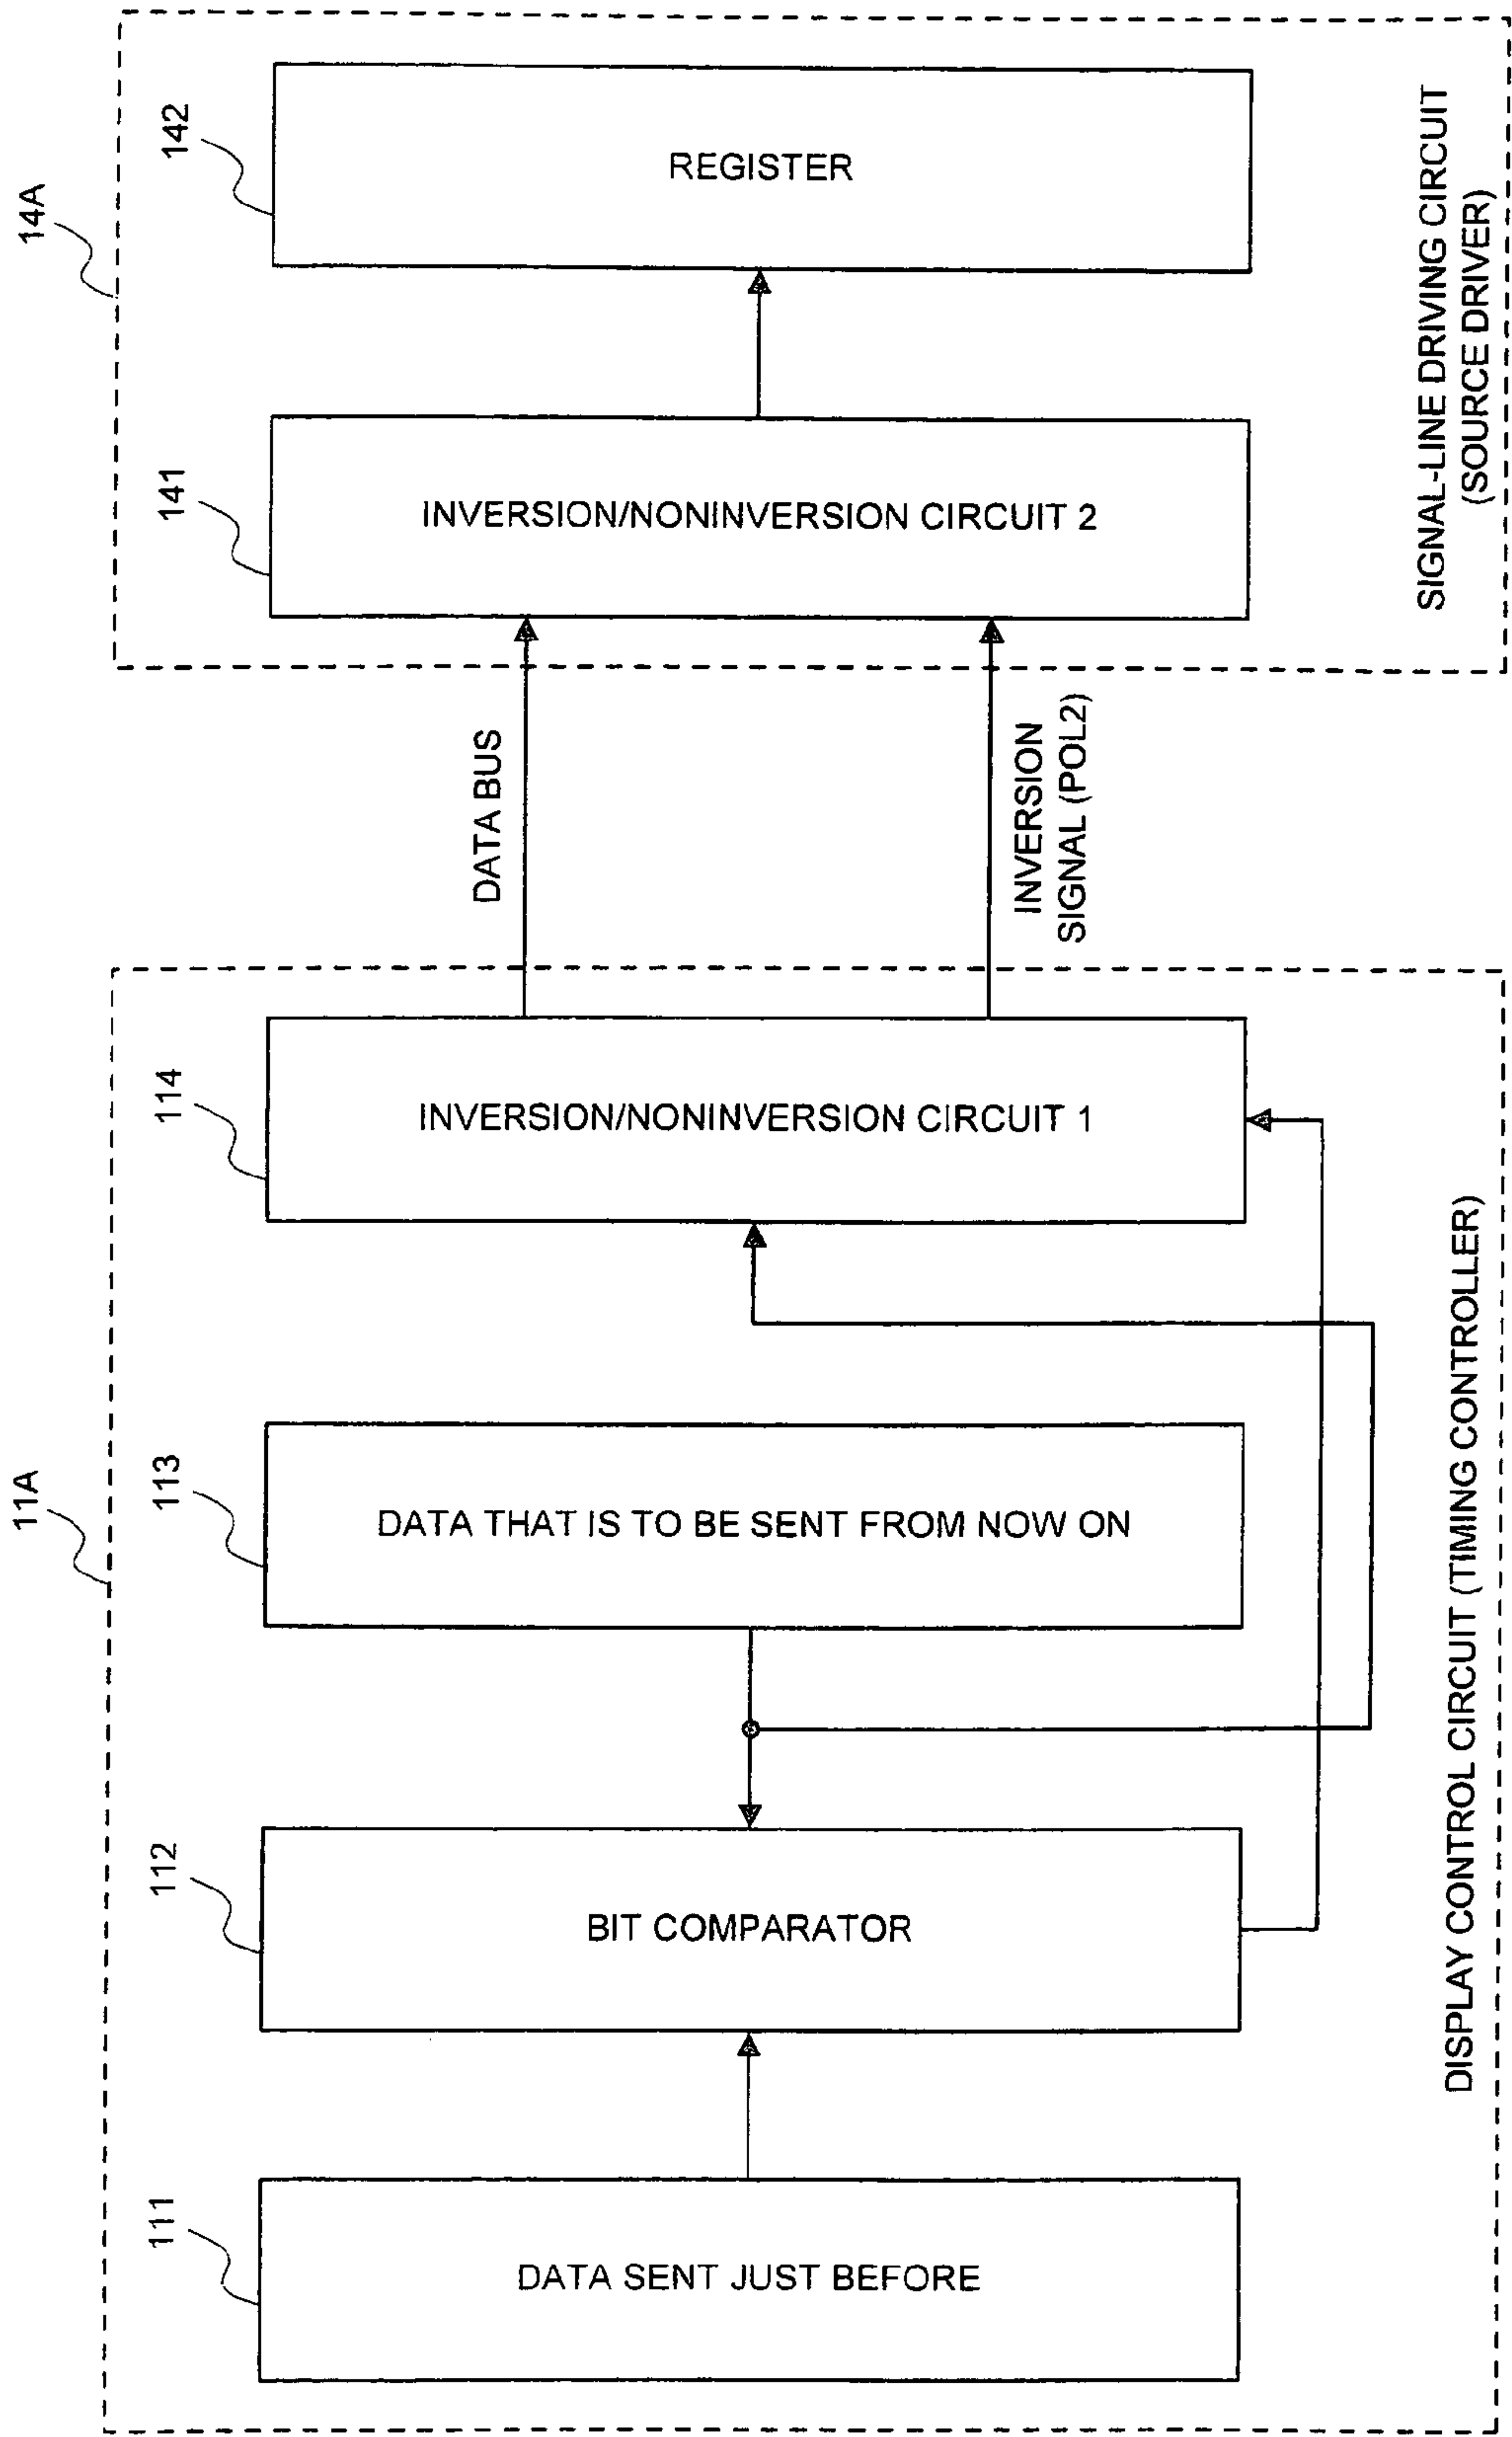 14A
142
REGISTER
141
INVERSION/NONINVERSION CIRCUIT 2
SIGNAL-LINE DRIVING CIRCUIT
(SOURCE DRIVER)
DATA BUS
INVERSION
SIGNAL (POL2)
11A
114
INVERSION/NONINVERSION CIRCUIT 1
113
DATA THAT IS TO BE SENT FROM NOW ON
112
BIT COMPARATOR
111
DATA SENT JUST BEFORE
DISPLAY CONTROL CIRCUIT (TIMING CONTROLLER)